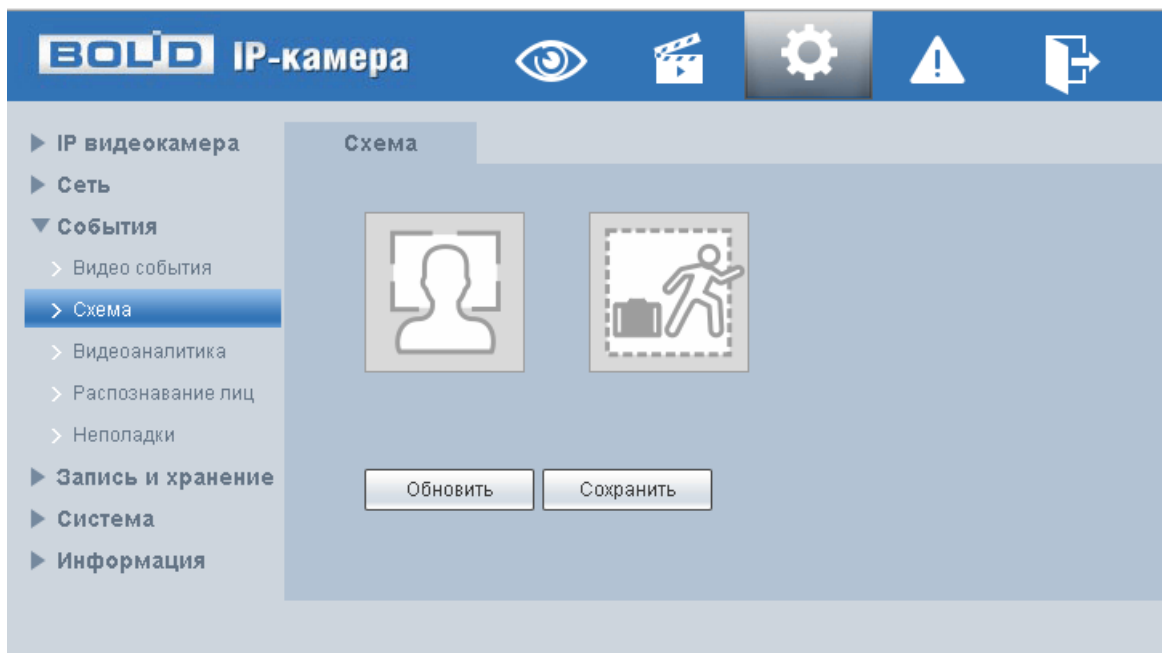 BOLID IP-камера
IP видеокамера
Сеть
События
Видео события
Схема
Видеоаналитика
Распознавание лиц
Неполадки
Запись и хранение
Система
Информация
Схема
Обновить Сохранить